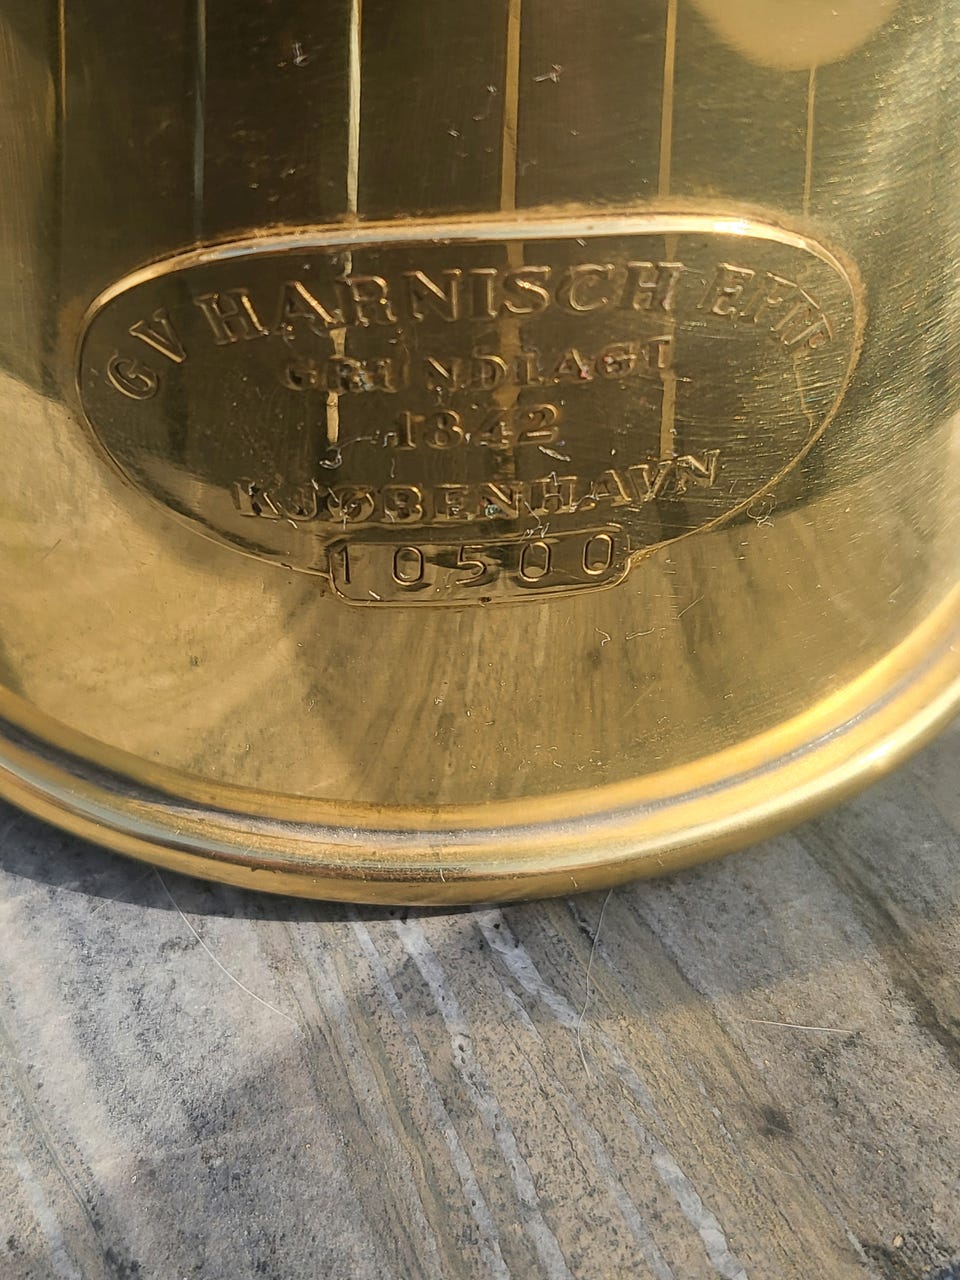 GV HARNISCH EFTF
GRUNDLAGT
1842
KJØBENHAVN
10500